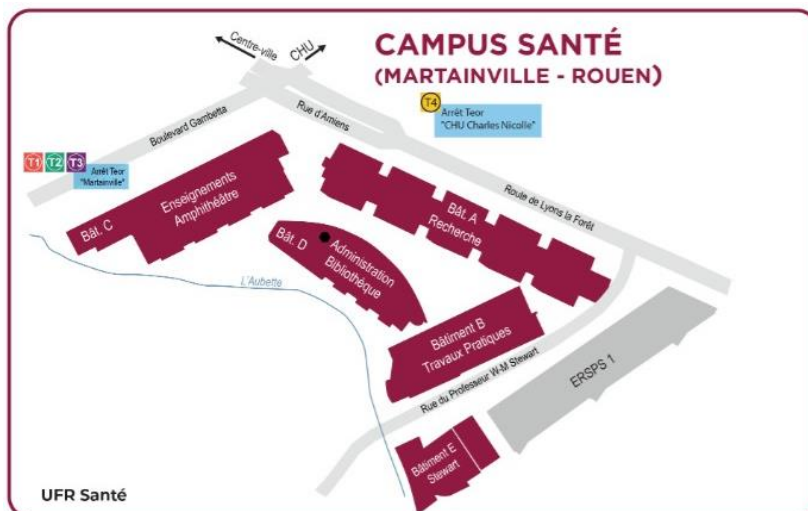 CAMPUS SANTÉ
(MARTAINVILLE - ROUEN)
Centre-ville
CHU
Boulevard Gambetta
Rue d'Amiens
T4
Arrêt Teor
"CHU Charles Nicolle"
T1 T2 T3
Arrêt Teor
"Martainville"
Route de Lyons la Forêt
Bât. C
Enseignements
Amphithéâtre
Bât. A
Recherche
Bât. D
Administration
Bibliothèque
L'Aubette
Bâtiment B
Travaux Pratiques
Rue du Professeur W-M Stewart
ERSPS 1
Bâtiment E
Stewart
UFR Santé